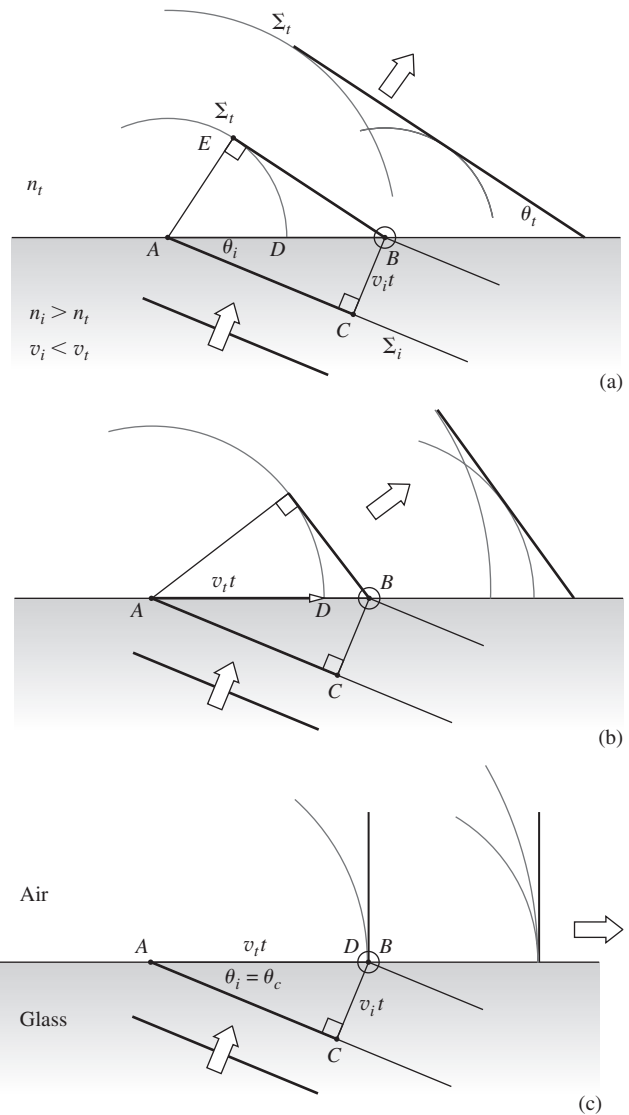 Σt
Σt
E
nt
θt
A
θi
D
B
vit
C
ni > nt
vi < vt
Σi
(a)
B
vtt
A
D
C
(b)
Air
A
vtt
D B
θi = θc
vit
Glass
C
(c)